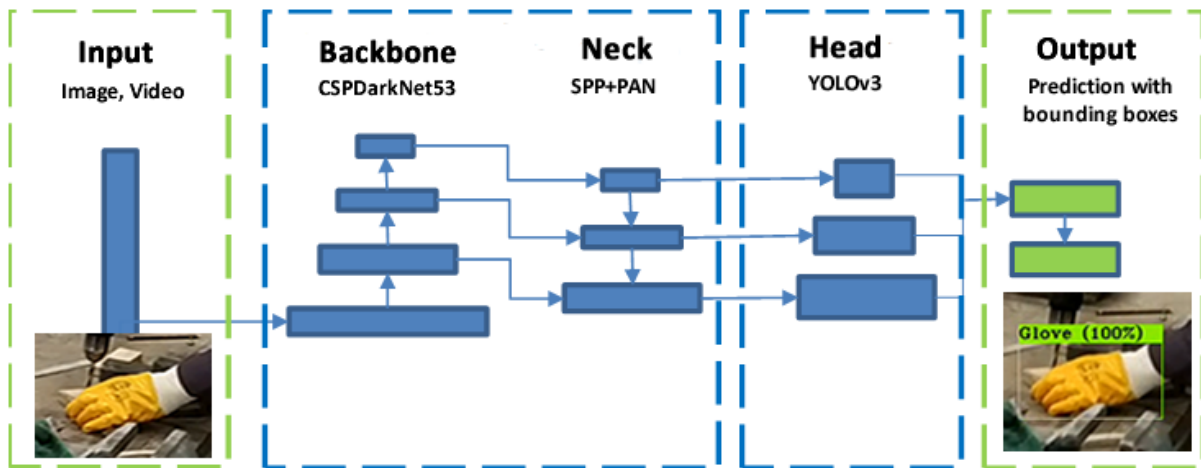 Input
Image, Video
Backbone
CSPDarkNet53
Neck
SPP+PAN
Head
YOLOv3
Output
Prediction with
bounding boxes
Glove (100%)